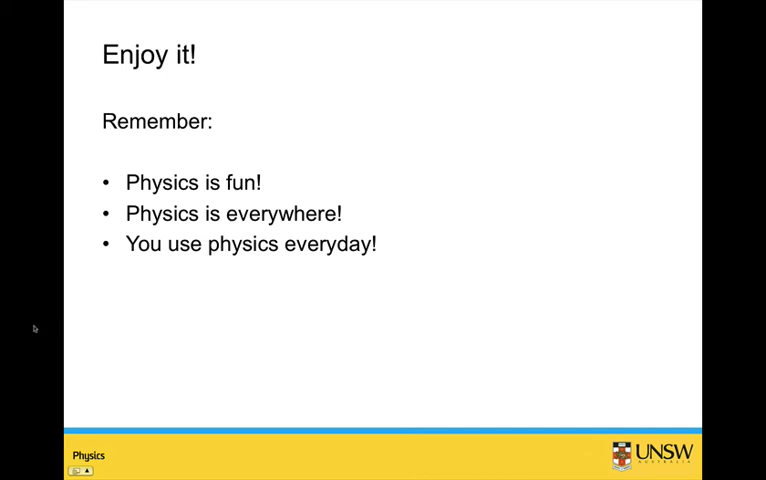 Enjoy it!
Remember:
• Physics is fun!
• Physics is everywhere!
• You use physics everyday!
Physics
UNSW
AUSTRALIA